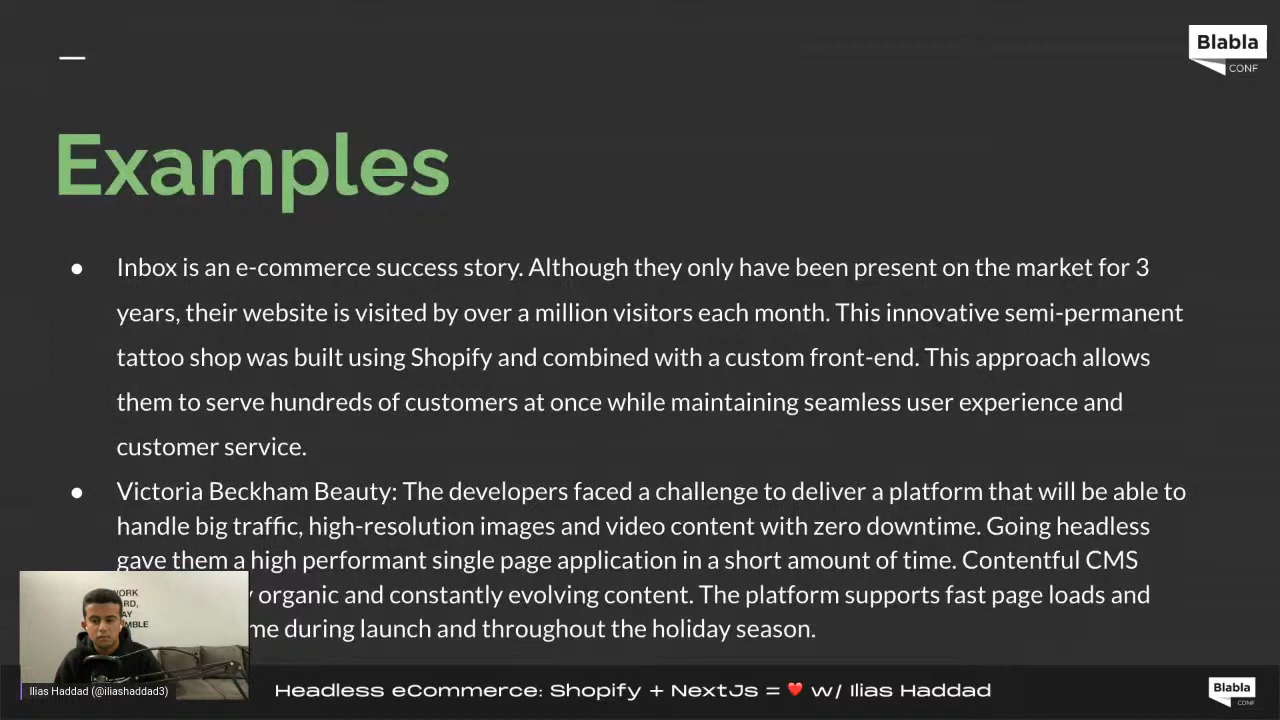 Blabla
CONF
Examples
● Inbox is an e-commerce success story. Although they only have been present on the market for 3
years, their website is visited by over a million visitors each month. This innovative semi-permanent
tattoo shop was built using Shopify and combined with a custom front-end. This approach allows
them to serve hundreds of customers at once while maintaining seamless user experience and
customer service.
● Victoria Beckham Beauty: The developers faced a challenge to deliver a platform that will be able to
handle big traffic, high-resolution images and video content with zero downtime. Going headless
gave them a high performant single page application in a short amount of time. Contentful CMS
organic and constantly evolving content. The platform supports fast page loads and
me during launch and throughout the holiday season.
WORK
Ilias Haddad (@iliashaddad3)
Headless eCommerce: Shopify + NextJs = ❤️ w/ Ilias Haddad
Blabla
CONF